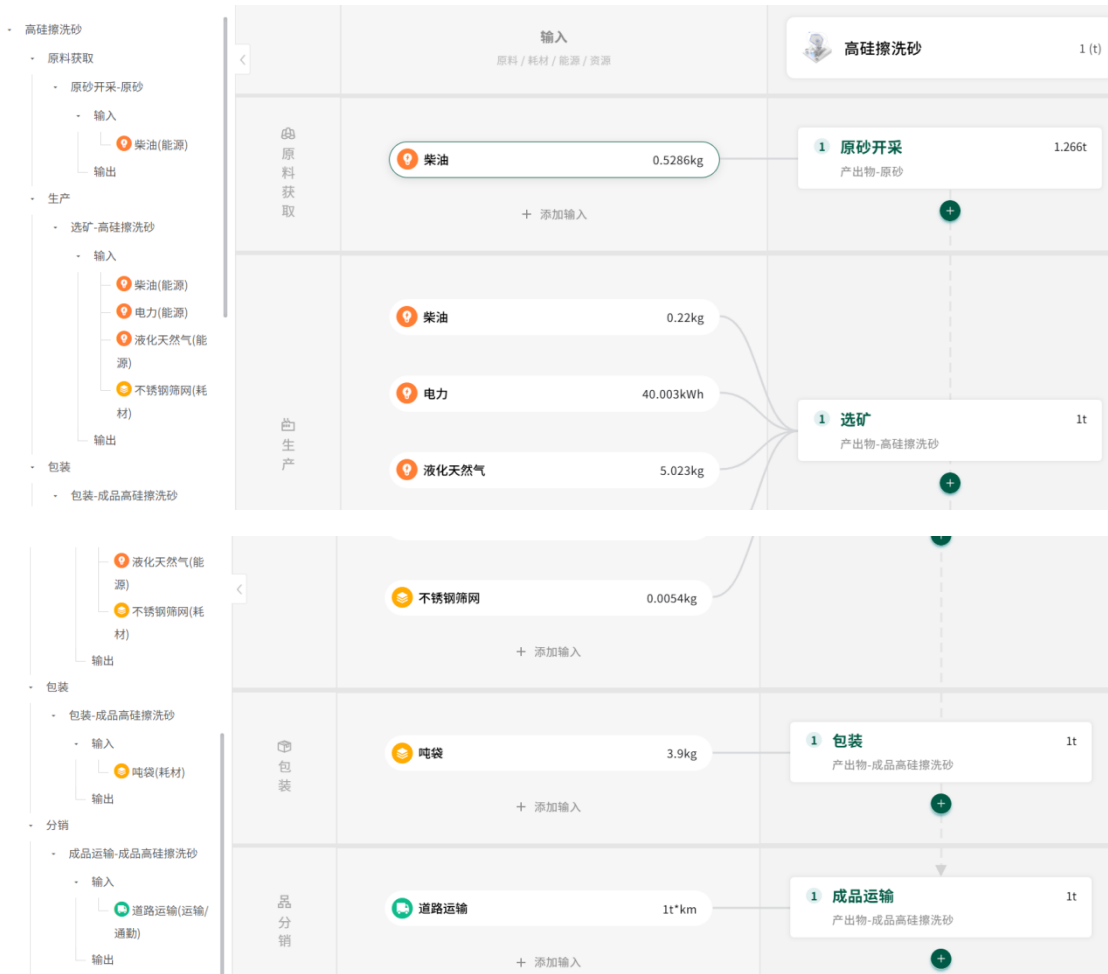 高硅擦洗砂
原料获取
原砂开采-原砂
输入
柴油(能源)
输出
生产
选矿-高硅擦洗砂
输入
柴油(能源)
电力(能源)
液化天然气(能
源)
不锈钢筛网(耗
材)
输出
包装
包装-成品高硅擦洗砂
输入
原料 / 耗材 / 能源 / 资源
高硅擦洗砂
1 (t)
原料获取
柴油
0.5286kg
+ 添加输入
1 原砂开采
1.266t
产出物-原砂
生产
柴油
0.22kg
电力
40.003kWh
液化天然气
5.023kg
1 选矿
1t
产出物-高硅擦洗砂
液化天然气(能
源)
不锈钢筛网(耗
材)
输出
包装
包装-成品高硅擦洗砂
输入
吨袋(耗材)
输出
分销
成品运输-成品高硅擦洗砂
输入
道路运输(运输/
通勤)
输出
不锈钢筛网
0.0054kg
+ 添加输入
包装
吨袋
3.9kg
+ 添加输入
1 包装
1t
产出物-成品高硅擦洗砂
品分销
道路运输
1t*km
+ 添加输入
1 成品运输
1t
产出物-成品高硅擦洗砂